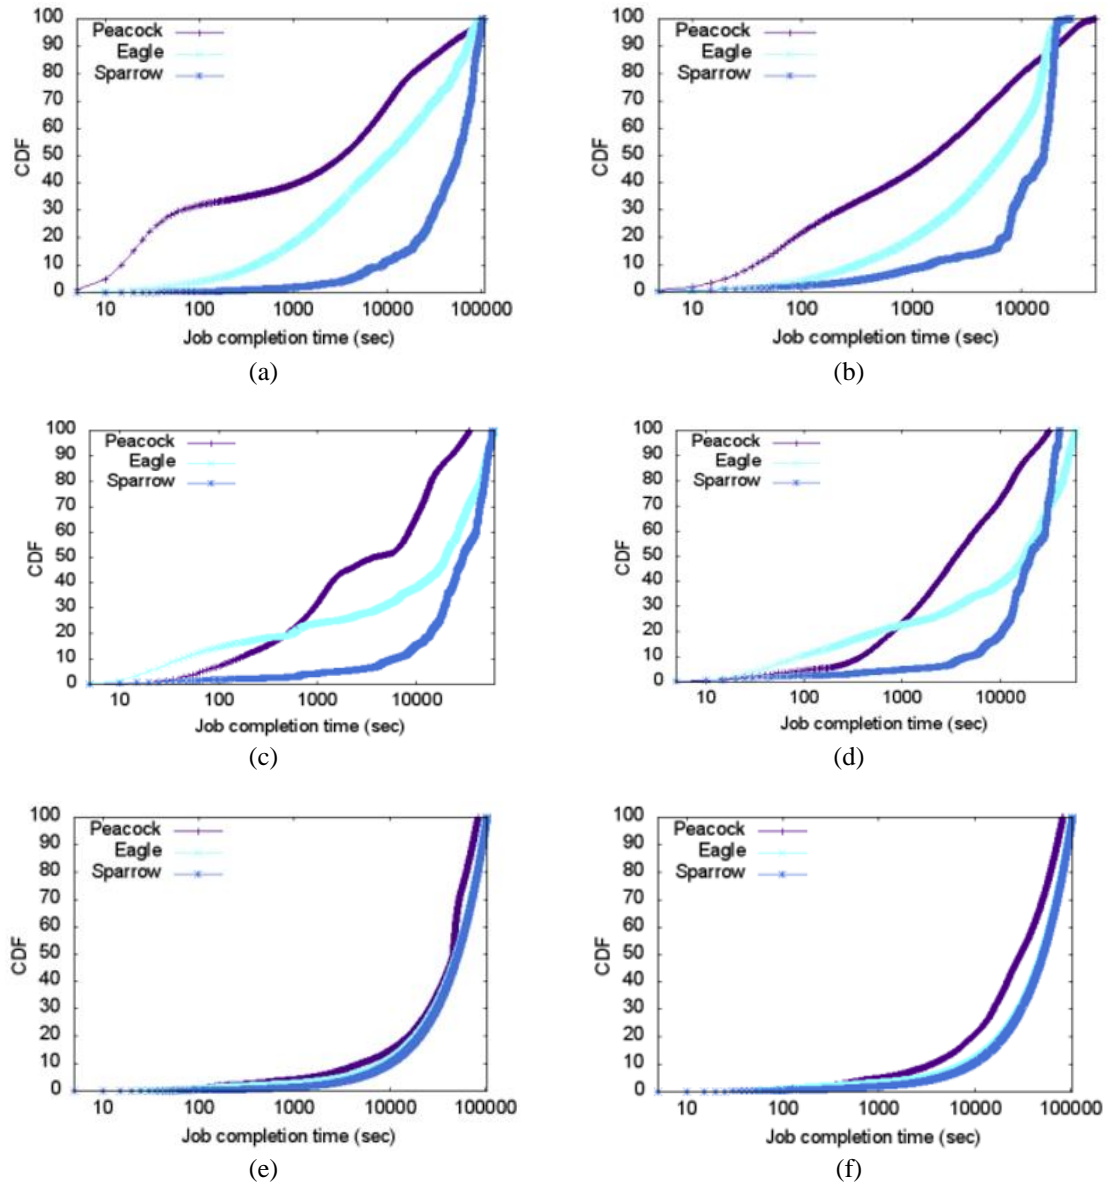 100
90
80
70
60
50
40
30
20
10
0
CDF
Peacock
Eagle
Sparrow
10 100 1000 10000 100000
Job completion time (sec)
(a)
100
90
80
70
60
50
40
30
20
10
0
CDF
Peacock
Eagle
Sparrow
10 100 1000 10000
Job completion time (sec)
(b)
100
90
80
70
60
50
40
30
20
10
0
CDF
Peacock
Eagle
Sparrow
10 100 1000 10000
Job completion time (sec)
(c)
100
90
80
70
60
50
40
30
20
10
0
CDF
Peacock
Eagle
Sparrow
10 100 1000 10000
Job completion time (sec)
(d)
100
90
80
70
60
50
40
30
20
10
0
CDF
Peacock
Eagle
Sparrow
10 100 1000 10000 100000
Job completion time (sec)
(e)
100
90
80
70
60
50
40
30
20
10
0
CDF
Peacock
Eagle
Sparrow
10 100 1000 10000 100000
Job completion time (sec)
(f)